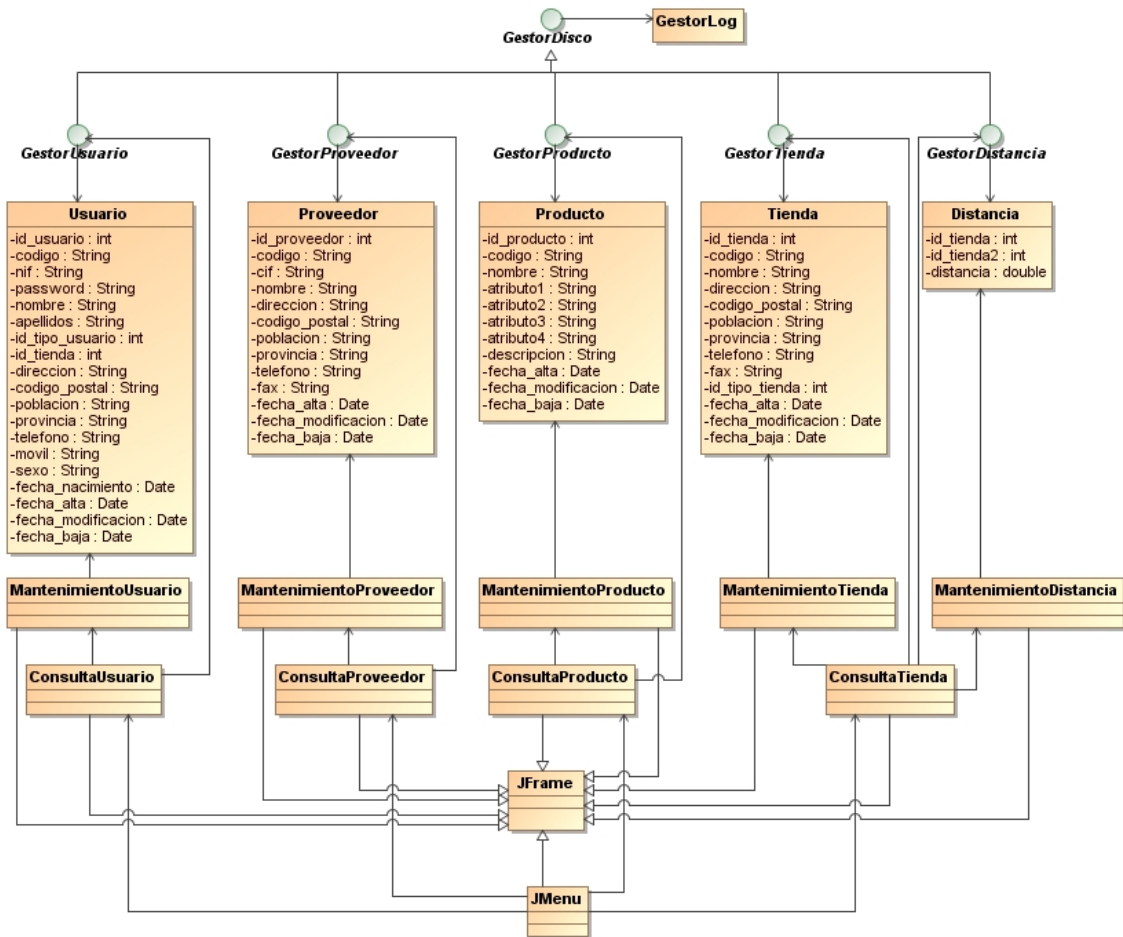 GestorDisco
GestorLog
GestorUsuario
GestorProveedor
GestorProducto
GestorTienda
GestorDistancia
Usuario
-id_usuario : int
-codigo : String
-nif : String
-password : String
-nombre : String
-apellidos : String
-id_tipo_usuario : int
-id_tienda : int
-direccion : String
-codigo_postal : String
-poblacion : String
-provincia : String
-telefono : String
-movil : String
-sexo : String
-fecha_nacimiento : Date
-fecha_alta : Date
-fecha_modificacion : Date
-fecha_baja : Date
Proveedor
-id_proveedor : int
-codigo : String
-cif : String
-nombre : String
-direccion : String
-codigo_postal : String
-poblacion : String
-provincia : String
-telefono : String
-fax : String
-fecha_alta : Date
-fecha_modificacion : Date
-fecha_baja : Date
Producto
-id_producto : int
-codigo : String
-nombre : String
-atributo1 : String
-atributo2 : String
-atributo3 : String
-atributo4 : String
-descripcion : String
-fecha_alta : Date
-fecha_modificacion : Date
-fecha_baja : Date
Tienda
-id_tienda : int
-codigo : String
-nombre : String
-direccion : String
-codigo_postal : String
-poblacion : String
-provincia : String
-telefono : String
-fax : String
-id_tipo_tienda : int
-fecha_alta : Date
-fecha_modificacion : Date
-fecha_baja : Date
Distancia
-id_tienda : int
-id_tienda2 : int
-distancia : double
MantenimientoUsuario
MantenimientoProveedor
MantenimientoProducto
MantenimientoTienda
MantenimientoDistancia
ConsultaUsuario
ConsultaProveedor
ConsultaProducto
ConsultaTienda
JFrame
JMenu